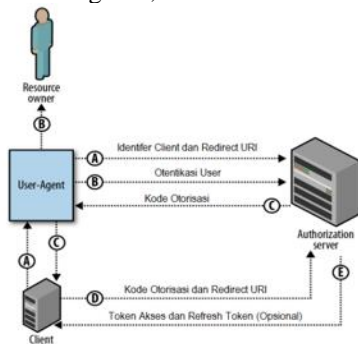 Resource
owner
B
Identifer Client dan Redirect URI
A
User-Agent
B
Otentikasi User
Kode Otorisasi
C
Authorization
server
A
C
E
D
Kode Otorisasi dan Redirect URI
Token Akses dan Refresh Token (Opsional)
Client